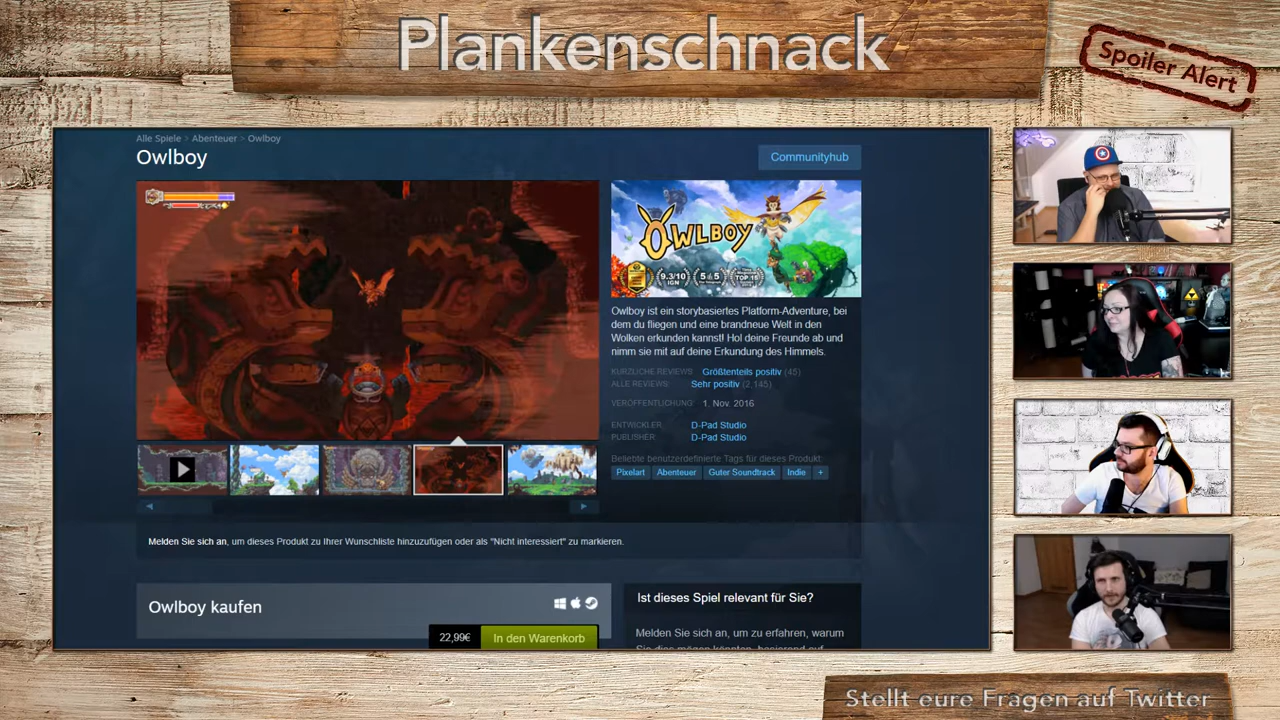 Plankenschnack
Spoiler Alert
Alle Spiele > Abenteuer > Owlboy
Owlboy
Communityhub
OWLBOY
9.3/10
IGN
Owlboy ist ein storybasiertes Platform-Adventure, bei
dem du fliegen und eine brandneue Welt in den
Wolken erkunden kannst! Hol deine Freunde ab und
nimm sie mit auf deine Erkundung des Himmels.
KÜRZLICHE REVIEWS: Größtenteils positiv (45)
ALLE REVIEWS: Sehr positiv (2,145)
VERÖFFENTLICHUNG: 1. Nov. 2016
ENTWICKLER: D-Pad Studio
PUBLISHER: D-Pad Studio
Beliebte benutzerdefinierte Tags für dieses Produkt:
Pixelart Abenteuer Guter Soundtrack Indie +
Melden Sie sich an, um dieses Produkt zu Ihrer Wunschliste hinzuzufügen oder als "Nicht interessiert" zu markieren.
Owlboy kaufen
22,99€ In den Warenkorb
Ist dieses Spiel relevant für Sie?
Melden Sie sich an, um zu erfahren, warum
Stellt eure Fragen auf Twitter